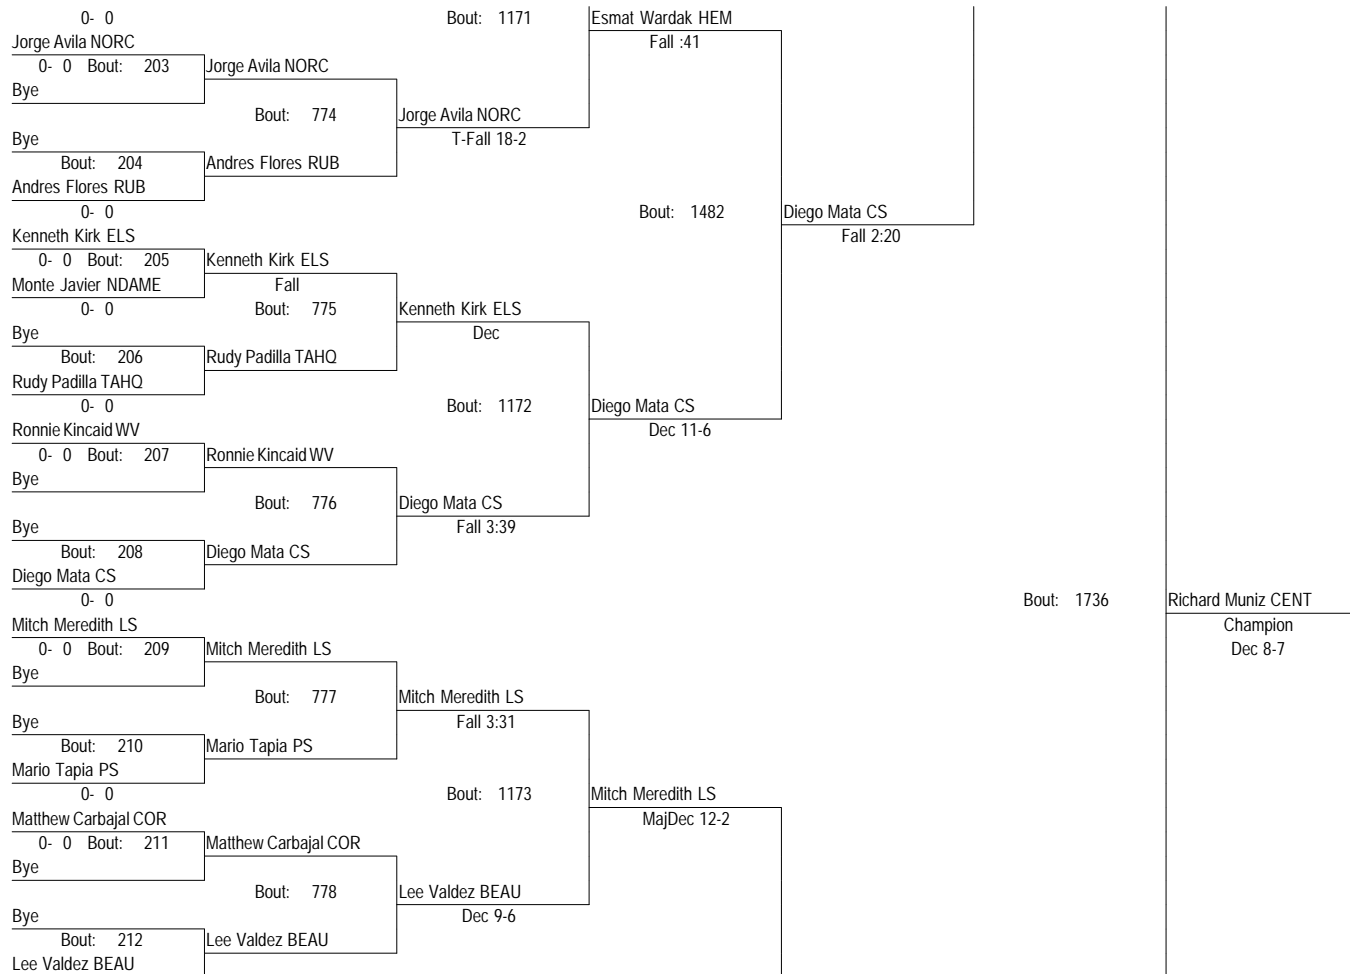 0- 0 Bout: 1171 Esmat Wardak HEM
Jorge Avila NORC Fall :41
0- 0 Bout: 203 Jorge Avila NORC
Bye
Bout: 774 Jorge Avila NORC
Bye T-Fall 18-2
Bout: 204 Andres Flores RUB
Andres Flores RUB
0- 0 Bout: 1482 Diego Mata CS
Kenneth Kirk ELS Fall 2:20
0- 0 Bout: 205 Kenneth Kirk ELS
Monte Javier NDAME Fall
0- 0 Bout: 775 Kenneth Kirk ELS
Bye Dec
Bout: 206 Rudy Padilla TAHQ
Rudy Padilla TAHQ
0- 0 Bout: 1172 Diego Mata CS
Ronnie Kincaid WV Dec 11-6
0- 0 Bout: 207 Ronnie Kincaid WV
Bye
Bout: 776 Diego Mata CS
Bye Fall 3:39
Bout: 208 Diego Mata CS
Diego Mata CS
0- 0 Bout: 1736 Richard Muniz CENT
Mitch Meredith LS Champion
0- 0 Bout: 209 Mitch Meredith LS Dec 8-7
Bye
Bout: 777 Mitch Meredith LS
Bye Fall 3:31
Bout: 210 Mario Tapia PS
Mario Tapia PS
0- 0 Bout: 1173 Mitch Meredith LS
Matthew Carbajal COR MajDec 12-2
0- 0 Bout: 211 Matthew Carbajal COR
Bye
Bout: 778 Lee Valdez BEAU
Bye Dec 9-6
Bout: 212 Lee Valdez BEAU
Lee Valdez BEAU